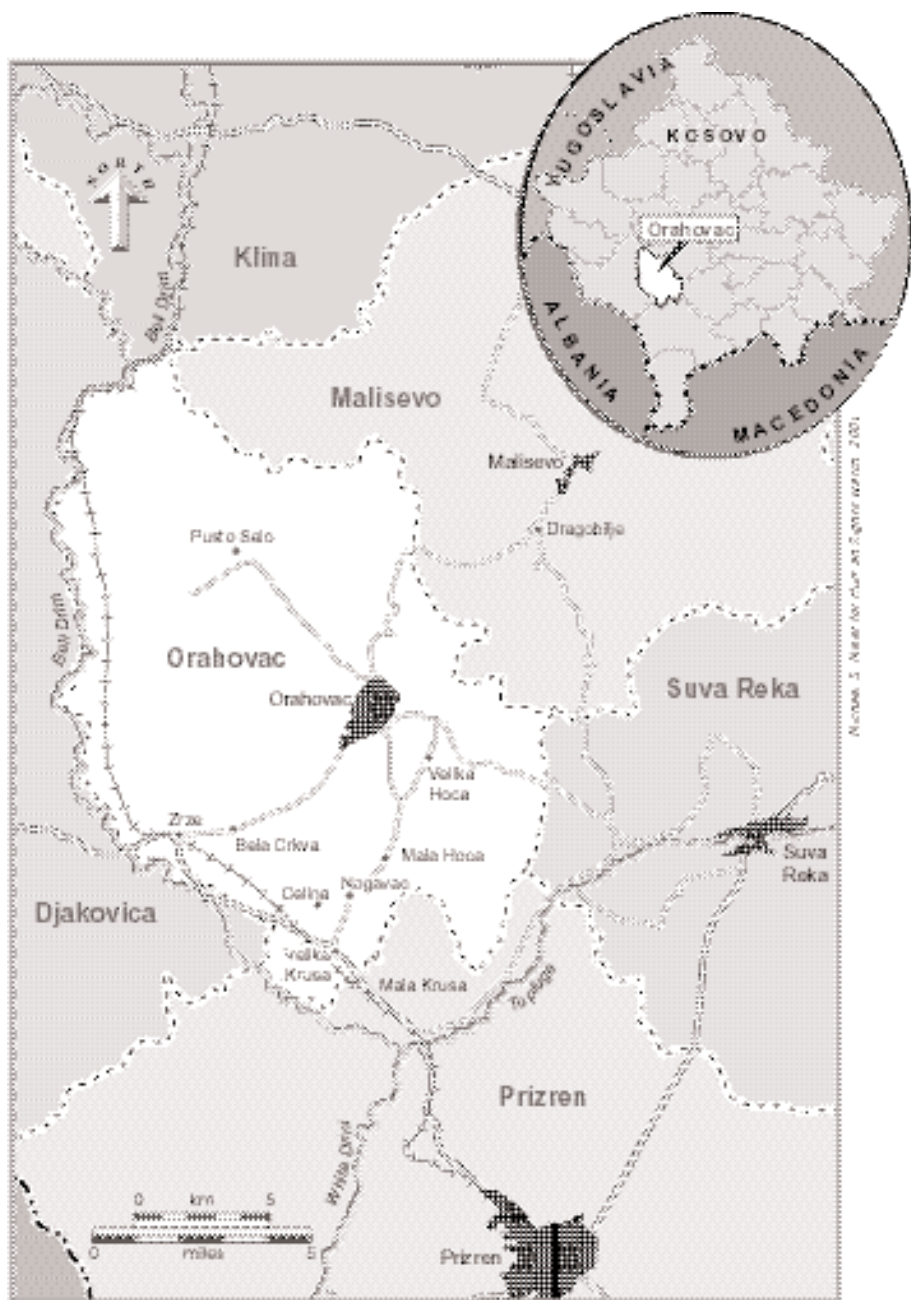 YUGOSLAVIA
KOSOVO
NORTH
Orahovac
Klina
Beli Drim
ALBANIA
MACEDONIA
Malisevo
Malisevo
Dragobilje
Pusto Selo
Beli Drim
Orahovac
Orahovac
Suva Reka
Velika
Hoca
Zrze
Bela Crkva
Mala Hoca
Suva
Reka
Celina
Nogavac
Djakovica
Velika
Krusa
Mala Krusa
Prizren
White Drin
0 km 5
0 miles 5
Prizren